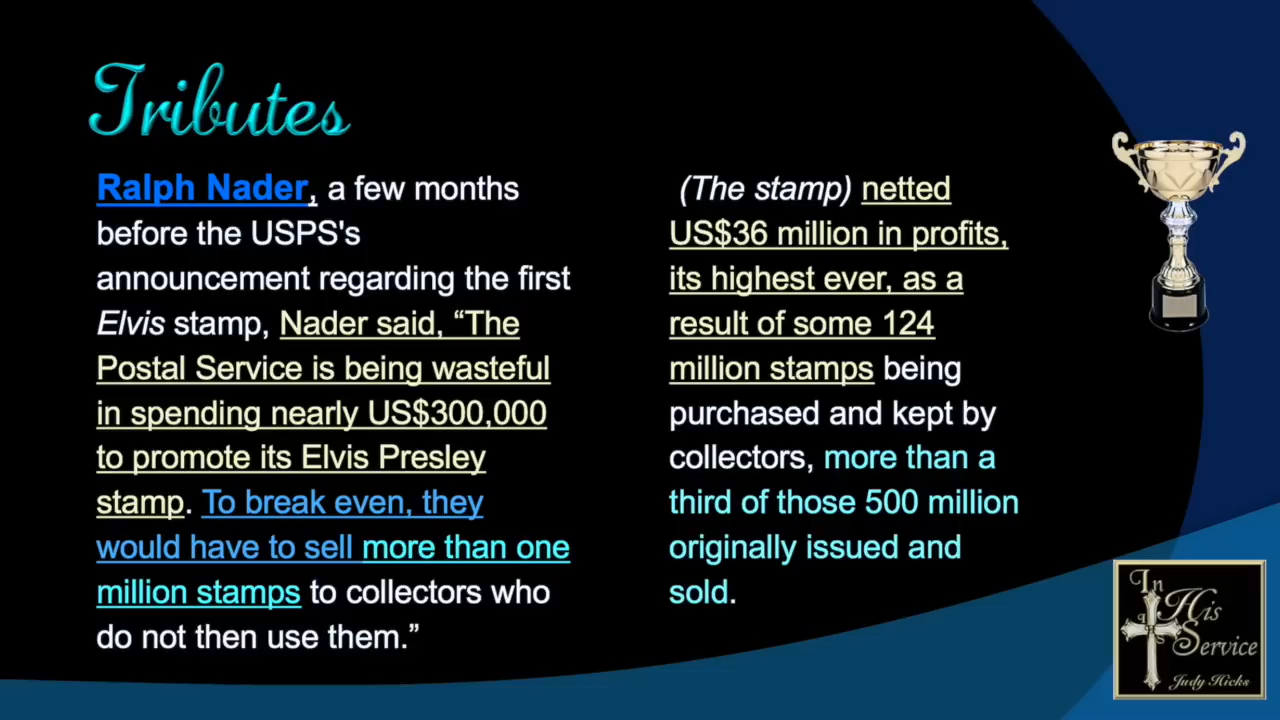 Tributes
Ralph Nader, a few months
before the USPS's
announcement regarding the first
Elvis stamp, Nader said, “The
Postal Service is being wasteful
in spending nearly US$300,000
to promote its Elvis Presley
stamp. To break even, they
would have to sell more than one
million stamps to collectors who
do not then use them.”
(The stamp) netted
US$36 million in profits,
its highest ever, as a
result of some 124
million stamps being
purchased and kept by
collectors, more than a
third of those 500 million
originally issued and
sold.
In
His
Service
Judy Hicks